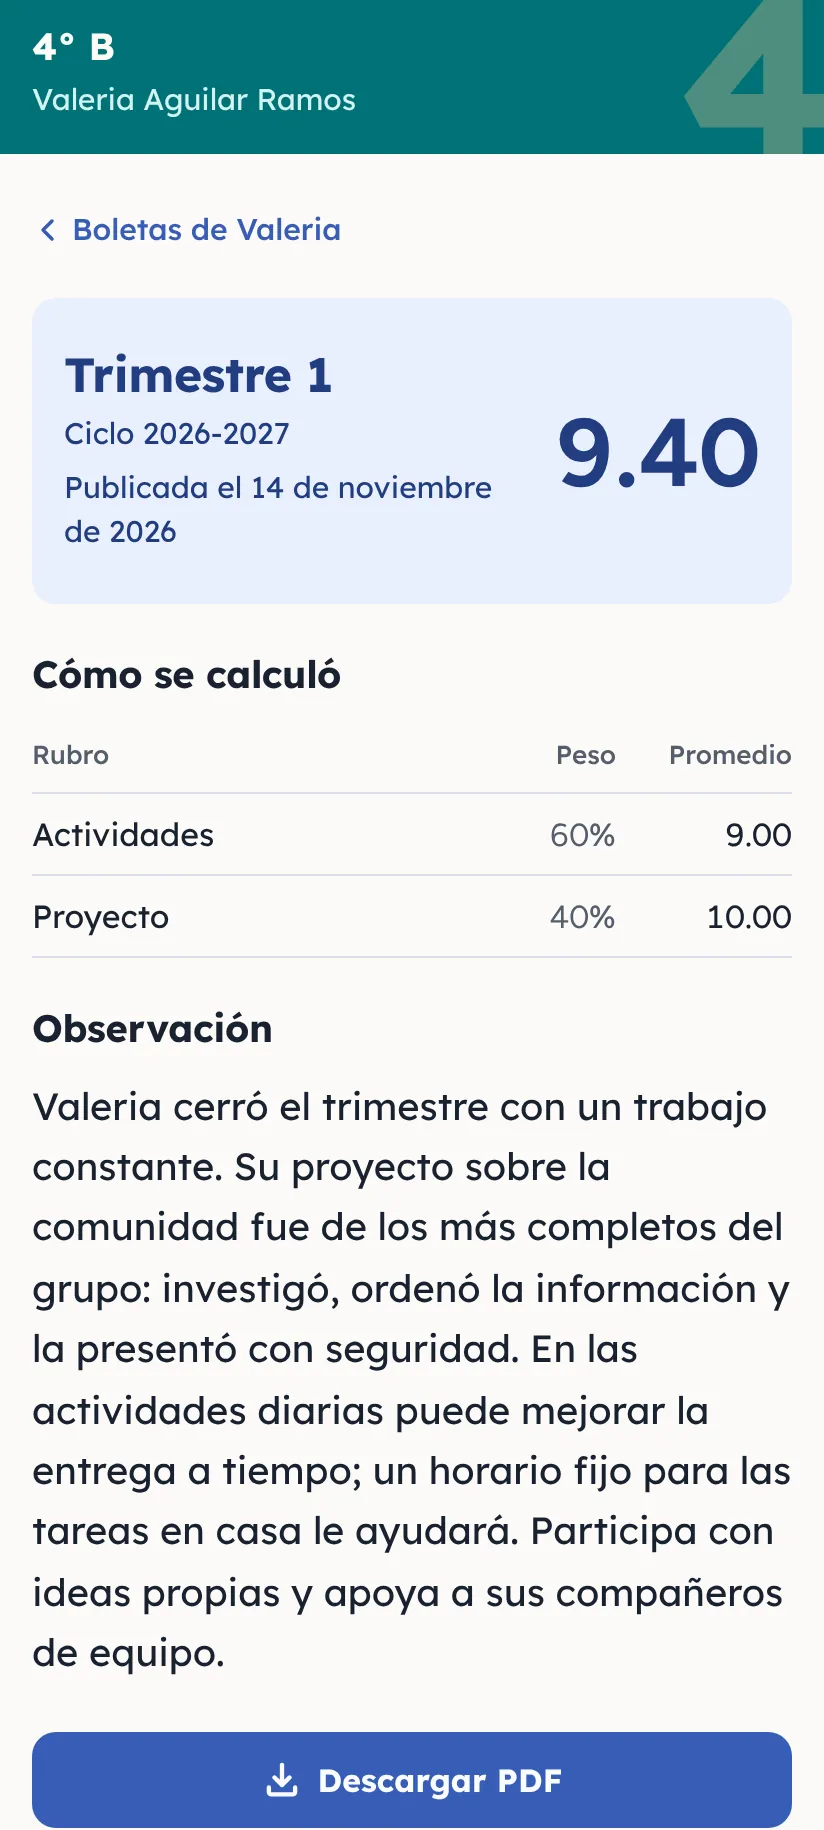 4° B
Valeria Aguilar Ramos
4
Boletas de Valeria
Trimestre 1
Ciclo 2026-2027
Publicada el 14 de noviembre
de 2026
9.40
Cómo se calculó
Rubro Peso Promedio
Actividades 60% 9.00
Proyecto 40% 10.00
Observación
Valeria cerró el trimestre con un trabajo
constante. Su proyecto sobre la
comunidad fue de los más completos del
grupo: investigó, ordenó la información y
la presentó con seguridad. En las
actividades diarias puede mejorar la
entrega a tiempo; un horario fijo para las
tareas en casa le ayudará. Participa con
ideas propias y apoya a sus compañeros
de equipo.
Descargar PDF